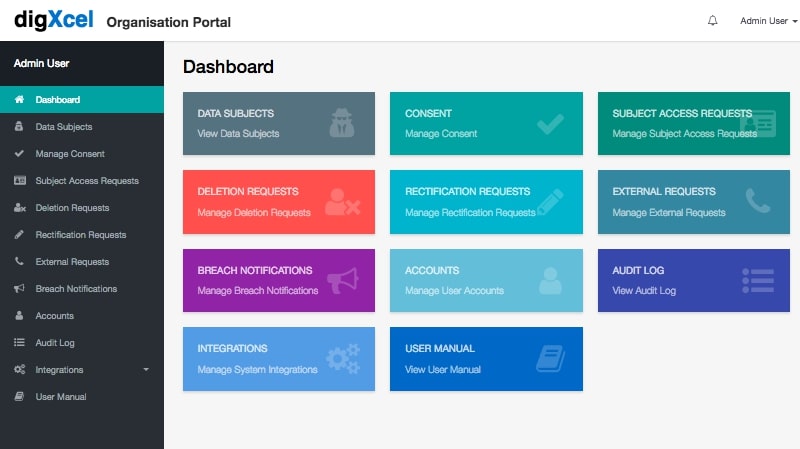 digXcel Organisation Portal
Admin User
Admin User
Dashboard
Data Subjects
Manage Consent
Subject Access Requests
Deletion Requests
Rectification Requests
External Requests
Breach Notifications
Accounts
Audit Log
Integrations
User Manual
Dashboard
DATA SUBJECTS
View Data Subjects
CONSENT
Manage Consent
SUBJECT ACCESS REQUESTS
Manage Subject Access Requests
DELETION REQUESTS
Manage Deletion Requests
RECTIFICATION REQUESTS
Manage Rectification Requests
EXTERNAL REQUESTS
Manage External Requests
BREACH NOTIFICATIONS
Manage Breach Notifications
ACCOUNTS
Manage User Accounts
AUDIT LOG
View Audit Log
INTEGRATIONS
Manage System Integrations
USER MANUAL
View User Manual